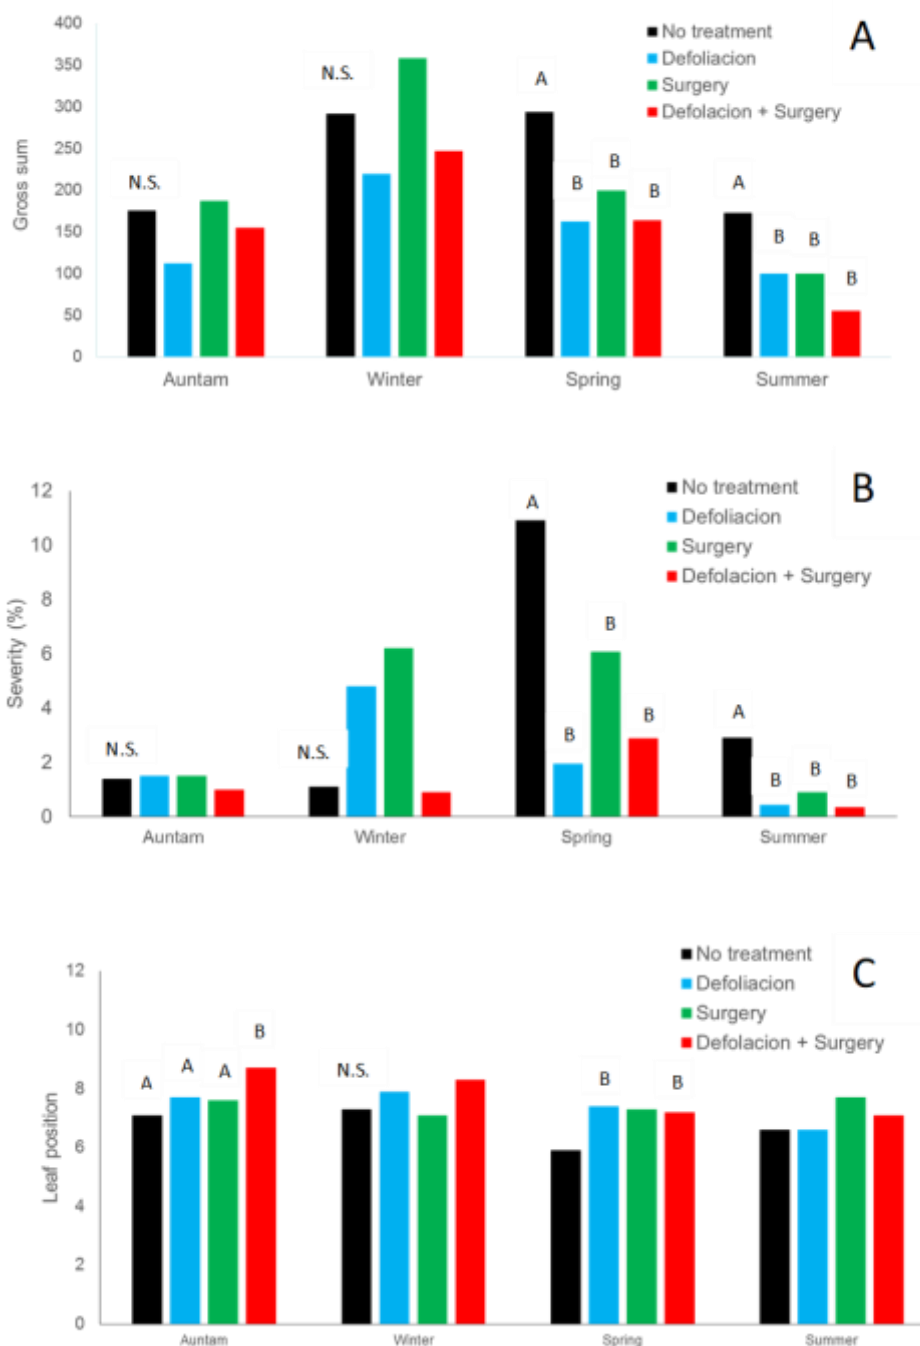 A
No treatment
Defoliacion
Surgery
Defolacion + Surgery
Gross sum
400
350
300
250
200
150
100
50
0
N.S.
N.S.
A
B
B
B
A
B
B
B
Auntam
Winter
Spring
Summer
B
No treatment
Defoliacion
Surgery
Defolacion + Surgery
Severity (%)
12
10
8
6
4
2
0
N.S.
N.S.
A
B
B
B
A
B
B
B
Auntam
Winter
Spring
Summer
C
No treatment
Defoliacion
Surgery
Defolacion + Surgery
Leaf position
12
10
8
6
4
2
0
A
A
A
B
N.S.
B
B
Auntam
Winter
Spring
Summer